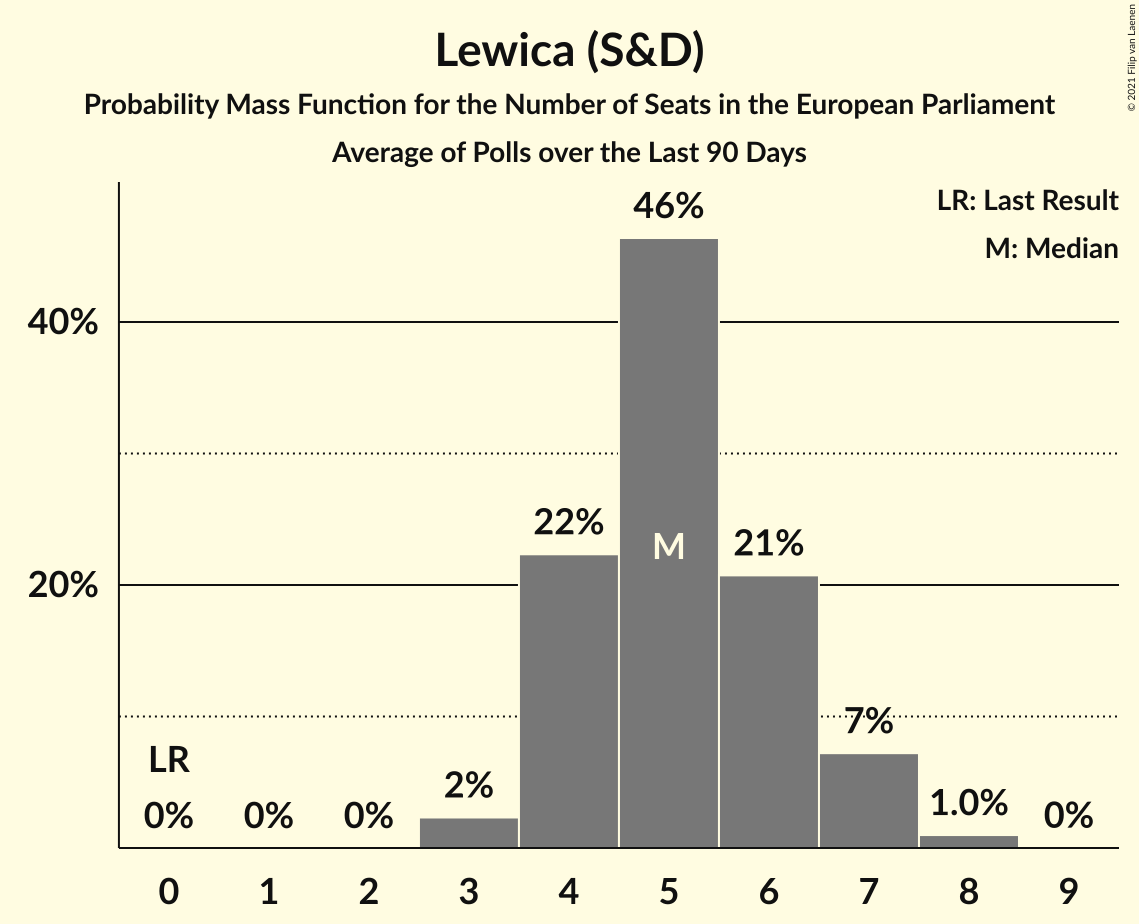 Lewica (S&D)
Probability Mass Function for the Number of Seats in the European Parliament
Average of Polls over the Last 90 Days
© 2021 Filip van Laenen
LR: Last Result
M: Median
40%
20%
LR
0%
0%
0%
2%
22%
46%
M
21%
7%
1.0%
0%
0 1 2 3 4 5 6 7 8 9